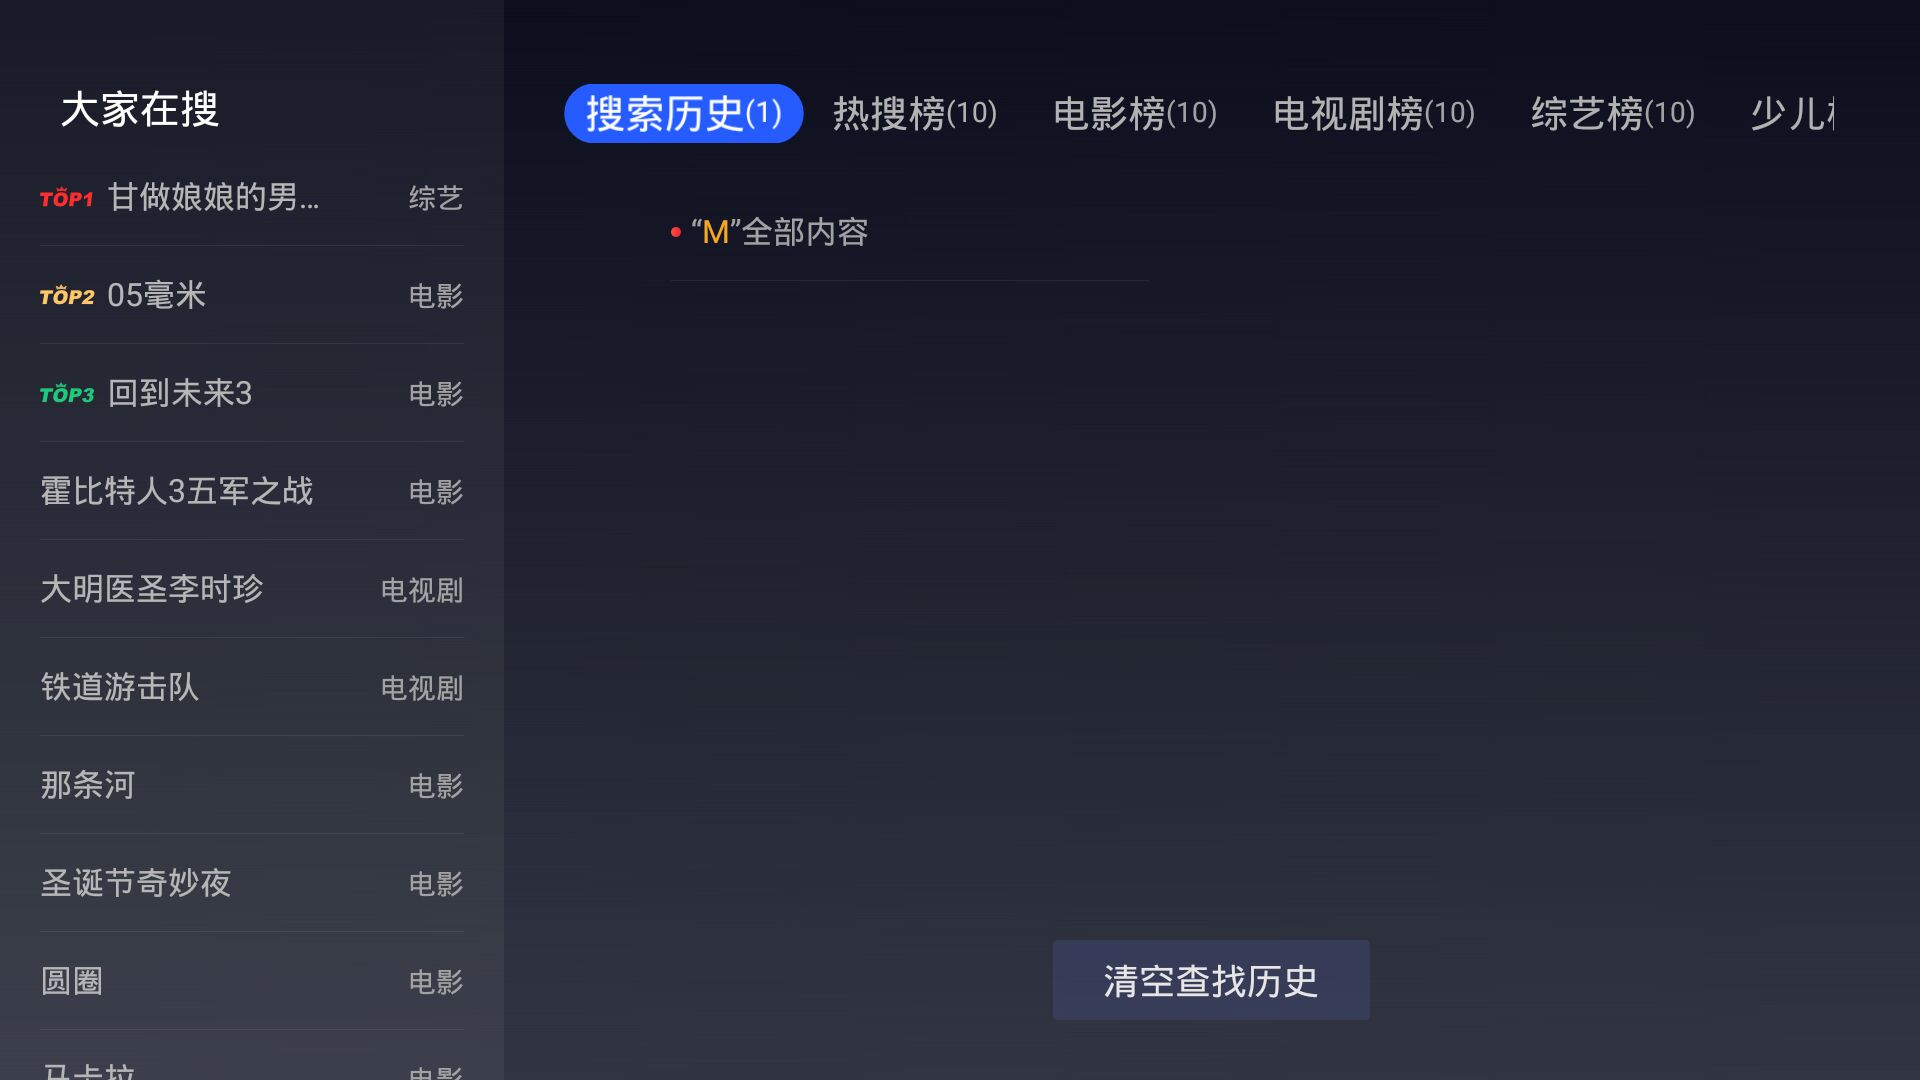 大家在搜
TOP1 甘做娘娘的男... 综艺
TOP2 05毫米 电影
TOP3 回到未来3 电影
霍比特人3五军之战 电影
大明医圣李时珍 电视剧
铁道游击队 电视剧
那条河 电影
圣诞节奇妙夜 电影
圆圈 电影
马卡拉 电影
搜索历史(1) 热搜榜(10) 电影榜(10) 电视剧榜(10) 综艺榜(10) 少儿
“M”全部内容
清空查找历史